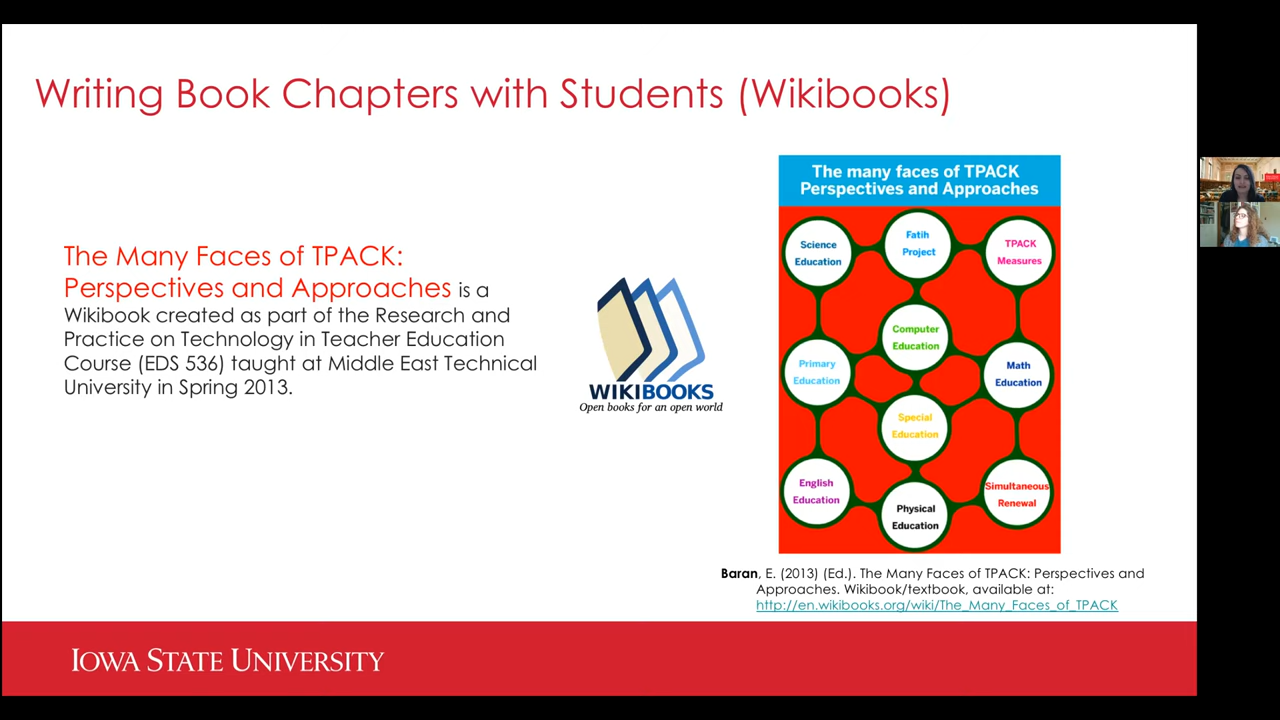 Writing Book Chapters with Students (Wikibooks)
The Many Faces of TPACK:
Perspectives and Approaches is a
Wikibook created as part of the Research and
Practice on Technology in Teacher Education
Course (EDS 536) taught at Middle East Technical
University in Spring 2013.
WIKIBOOKS
Open books for an open world
The many faces of TPACK
Perspectives and Approaches
Science
Education
Fatih
Project
TPACK
Measures
Computer
Education
Primary
Education
Math
Education
Special
Education
English
Education
Physical
Education
Simultaneous
Renewal
Baran, E. (2013) (Ed.). The Many Faces of TPACK: Perspectives and
Approaches. Wikibook/textbook, available at:
http://en.wikibooks.org/wiki/The_Many_Faces_of_TPACK
IOWA STATE UNIVERSITY